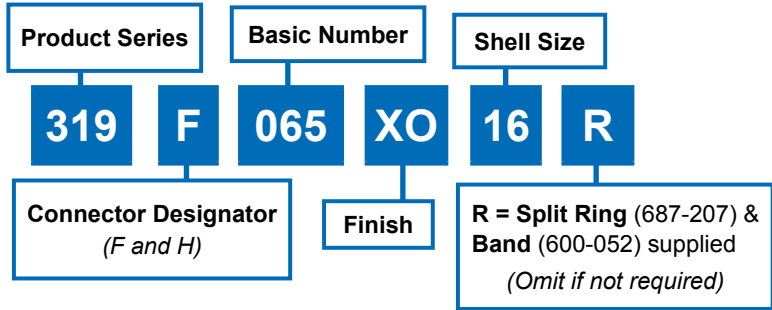 Product Series
Basic Number
Shell Size
319 F 065 XO 16 R
Connector Designator
(F and H)
Finish
R = Split Ring (687-207) &
Band (600-052) supplied
(Omit if not required)